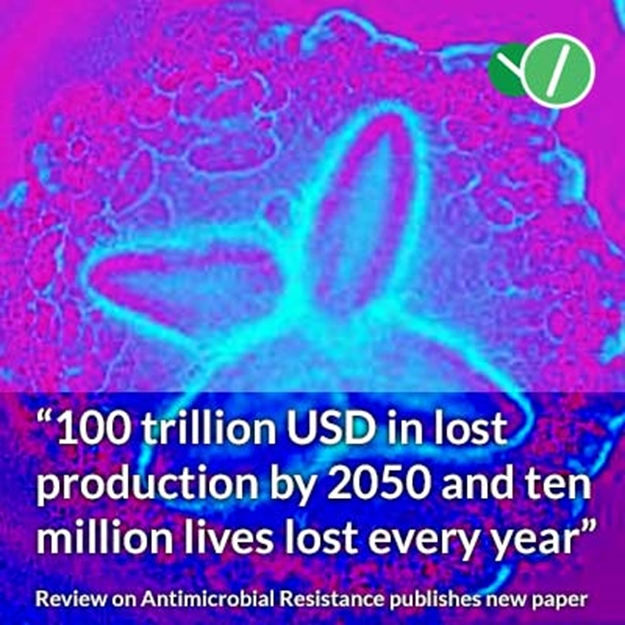 “100 trillion USD in lost
production by 2050 and ten
million lives lost every year”
Review on Antimicrobial Resistance publishes new paper